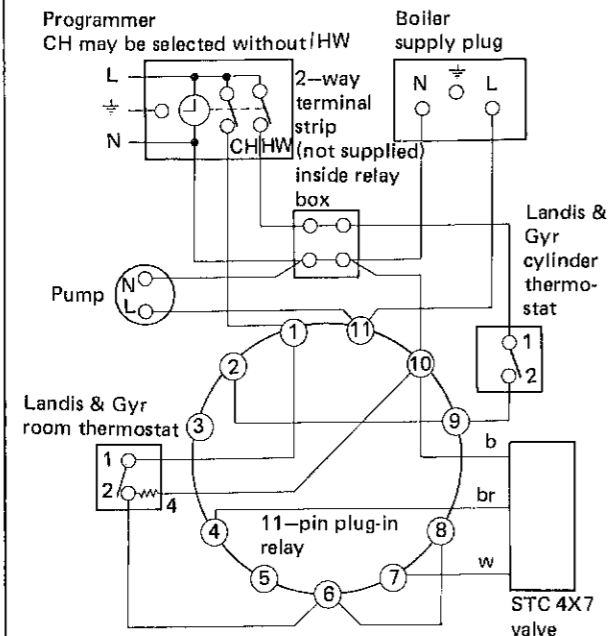 Programmer
CH may be selected without HW
L
N
CH HW
2–way
terminal
strip
(not supplied)
inside relay
box
Boiler
supply plug
N
L
Landis &
Gyr
cylinder
thermo-
stat
1
2
Pump
N
L
1
11
2
10
3
9
4
8
5
7
6
11–pin plug-in
relay
Landis & Gyr
room thermostat
1
2
4
b
br
w
STC 4X7
valve